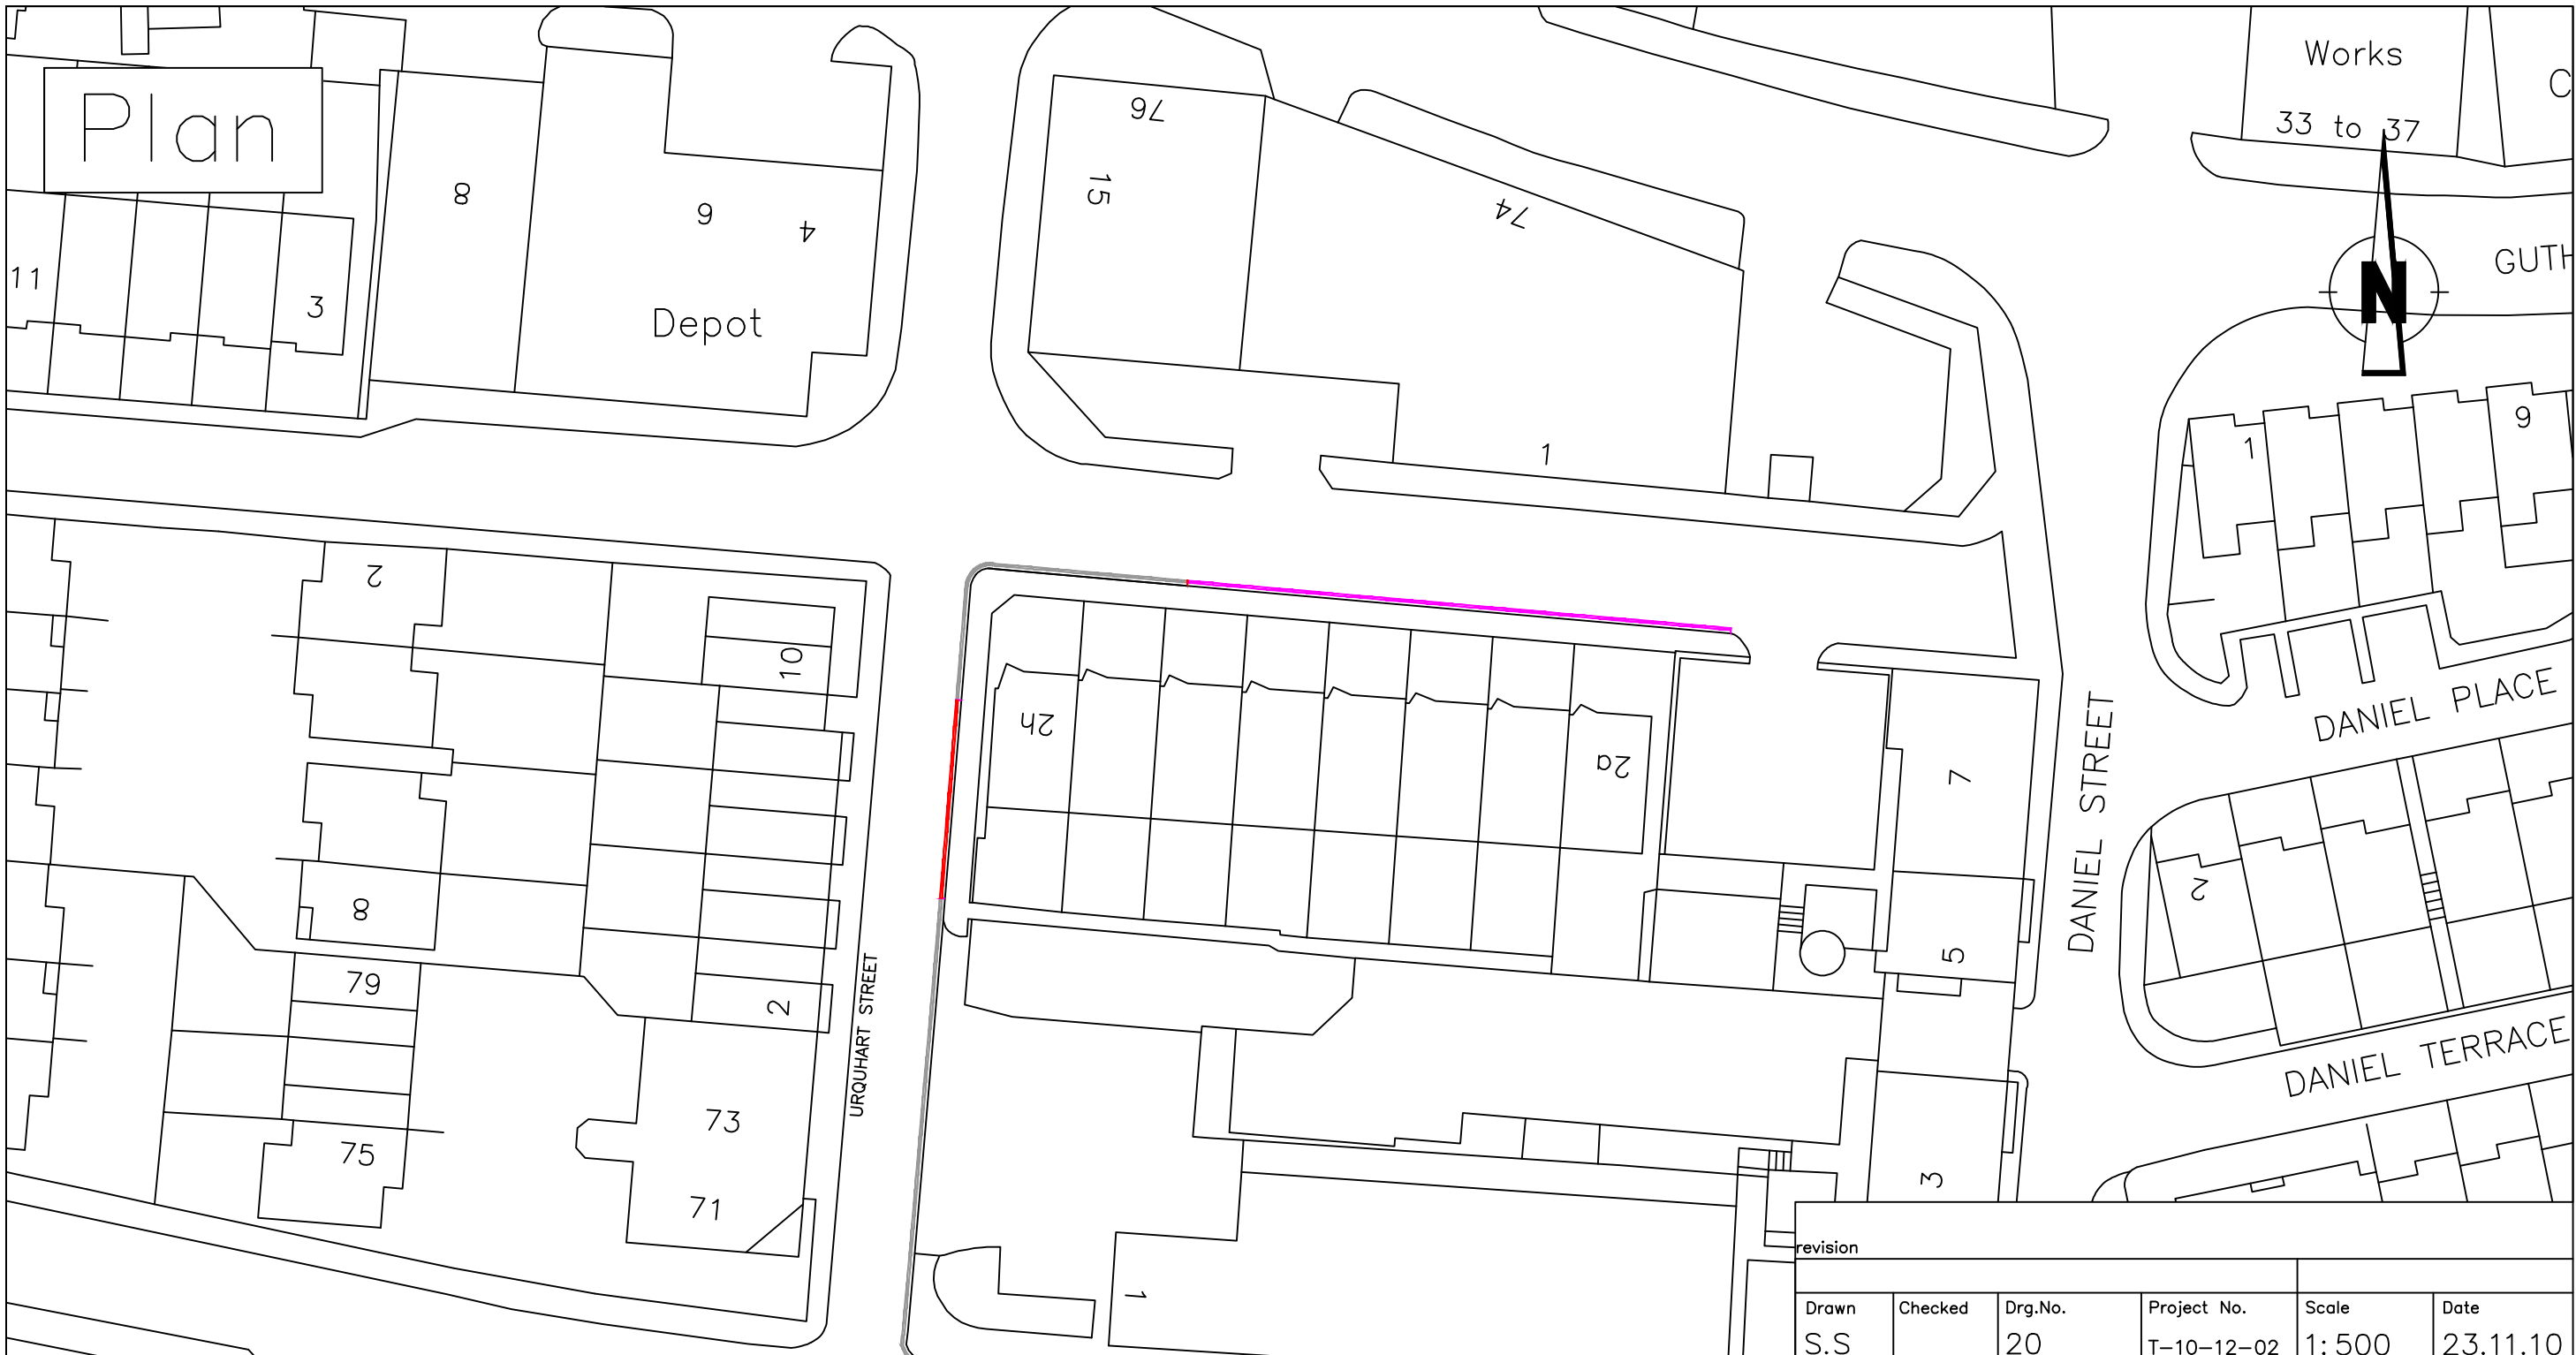 Works
C
33 to 37
Plan
76
15
74
8
6
4
GUTH
11
3
Depot
N
1
9
1
2
10
2h
2a
7
DANIEL PLACE
DANIEL STREET
2
8
5
79
2
URQUHART STREET
DANIEL TERRACE
73
75
71
3
1
revision
Drawn Checked Drg.No. Project No. Scale Date
S.S 20 T-10-12-02 1:500 23.11.10